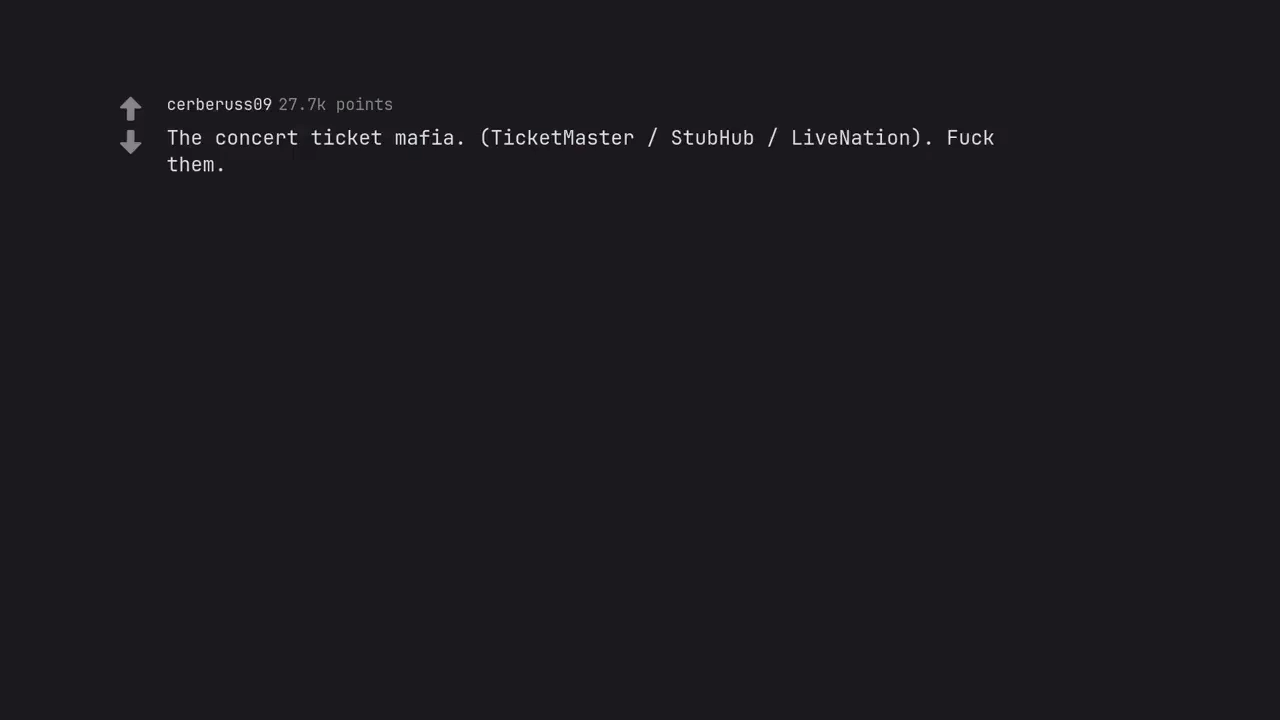 cerberuss09 27.7k points
The concert ticket mafia. (TicketMaster / StubHub / LiveNation). Fuck
them.